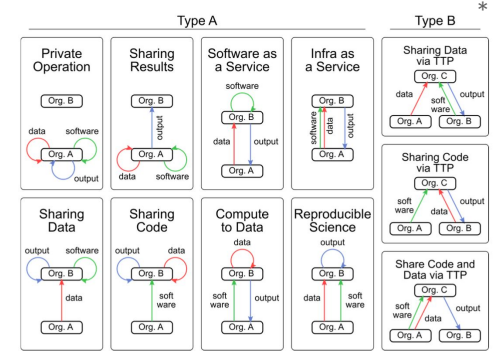 *
Type A
Type B
Private
Operation
Org. B
data
software
Org. A
output
Sharing
Results
Org. B
output
Org. A
data
software
Software as
a Service
software
Org. B
data
output
Org. A
Infra as
a Service
Org. B
software
data
output
Org. A
Sharing
Data
output
software
Org. B
data
Org. A
Sharing
Code
output
data
Org. B
soft
ware
Org. A
Compute
to Data
data
Org. B
soft
ware
output
Org. A
Reproducible
Science
output
Org. B
data
soft
ware
Org. A
Sharing Data
via TTP
Org. C
data
soft
ware
output
Org. A
Org. B
Sharing Code
via TTP
Org. C
soft
ware
data
output
Org. A
Org. B
Share Code and
Data via TTP
Org. C
soft
ware
data
output
Org. A
Org. B